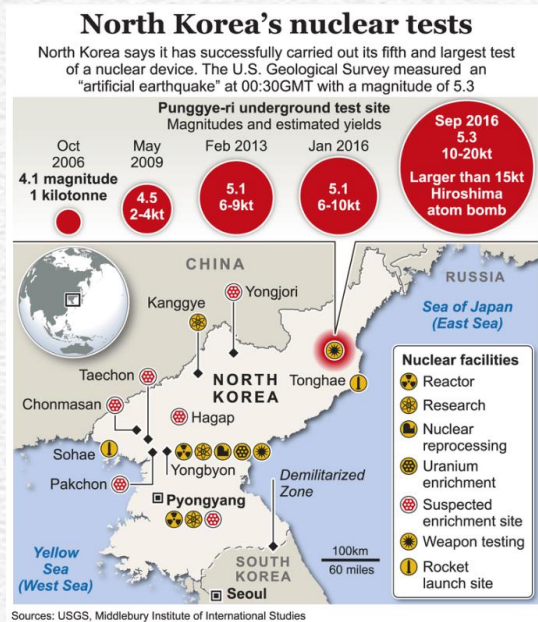 North Korea's nuclear tests
North Korea says it has successfully carried out its fifth and largest test
of a nuclear device. The U.S. Geological Survey measured an
"artificial earthquake" at 00:30GMT with a magnitude of 5.3
Punggye-ri underground test site
Magnitudes and estimated yields
Oct
2006
4.1 magnitude
1 kilotonne
May
2009
4.5
2-4kt
Feb 2013
5.1
6-9kt
Jan 2016
5.1
6-10kt
Sep 2016
5.3
10-20kt
Larger than 15kt
Hiroshima
atom bomb
CHINA
RUSSIA
Kanggye
Yongjori
Sea of Japan
(East Sea)
Taechon
NORTH
KOREA
Tonghae
Chonmasan
Hagap
Sohae
Yongbyon
Pakchon
Demilitarized
Zone
Pyongyang
Yellow
Sea
(West Sea)
SOUTH
KOREA
Seoul
100km
60 miles
Nuclear facilities
Reactor
Research
Nuclear
reprocessing
Uranium
enrichment
Suspected
enrichment site
Weapon testing
Rocket
launch site
Sources: USGS, Middlebury Institute of International Studies